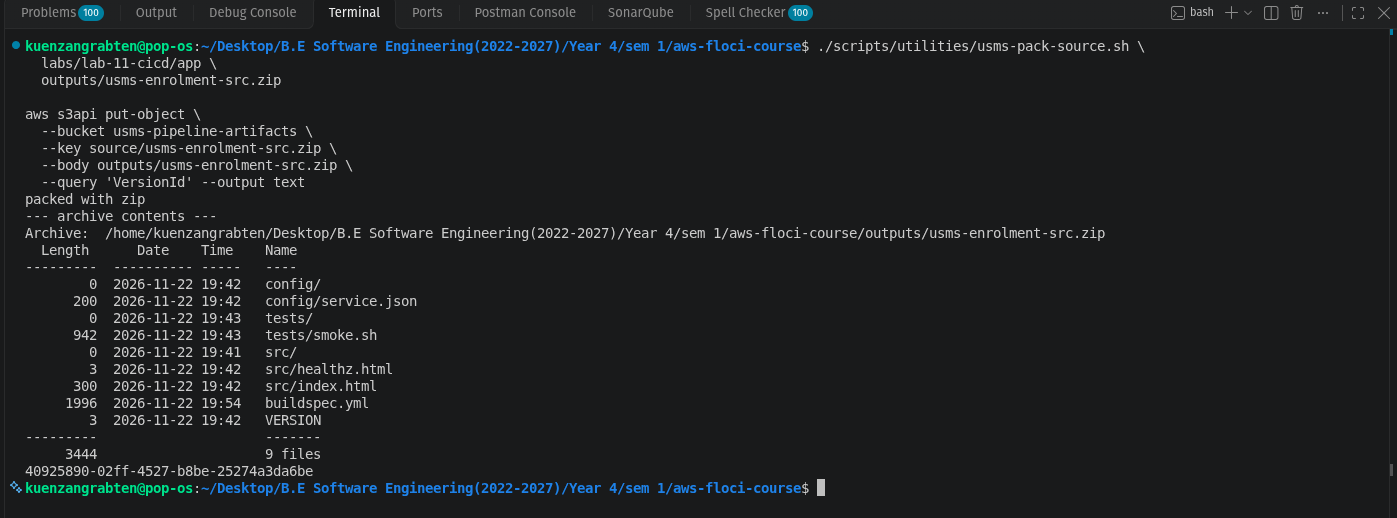 Problems 100 Output Debug Console Terminal Ports Postman Console SonarQube Spell Checker 100 bash
kuenzangrabten@pop-os:~/Desktop/B.E Software Engineering(2022-2027)/Year 4/sem 1/aws-floci-course$ ./scripts/utilities/usms-pack-source.sh \
  labs/lab-11-cicd/app \
  outputs/usms-enrolment-src.zip

aws s3api put-object \
  --bucket usms-pipeline-artifacts \
  --key source/usms-enrolment-src.zip \
  --body outputs/usms-enrolment-src.zip \
  --query 'VersionId' --output text
packed with zip
--- archive contents ---
Archive:  /home/kuenzangrabten/Desktop/B.E Software Engineering(2022-2027)/Year 4/sem 1/aws-floci-course/outputs/usms-enrolment-src.zip
  Length      Date    Time    Name
---------  ---------- -----   ----
        0  2026-11-22 19:42   config/
      200  2026-11-22 19:42   config/service.json
        0  2026-11-22 19:43   tests/
      942  2026-11-22 19:43   tests/smoke.sh
        0  2026-11-22 19:41   src/
        3  2026-11-22 19:42   src/healthz.html
      300  2026-11-22 19:42   src/index.html
     1996  2026-11-22 19:54   buildspec.yml
        3  2026-11-22 19:42   VERSION
---------                     -------
     3444                     9 files
40925890-02ff-4527-b8be-25274a3da6be
kuenzangrabten@pop-os:~/Desktop/B.E Software Engineering(2022-2027)/Year 4/sem 1/aws-floci-course$